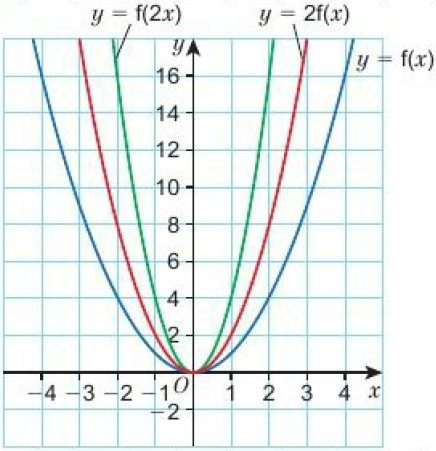 y = f(2x) y = 2f(x)
y
y = f(x)
16
14
12
10
8
6
4
2
−4 −3 −2 −1 O 1 2 3 4 x
−2